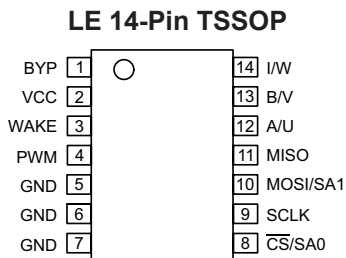 LE 14-Pin TSSOP
BYP 1 14 I/W
VCC 2 13 B/V
WAKE 3 12 A/U
PWM 4 11 MISO
GND 5 10 MOSI/SA1
GND 6 9 SCLK
GND 7 8 C̅S̅/SA0